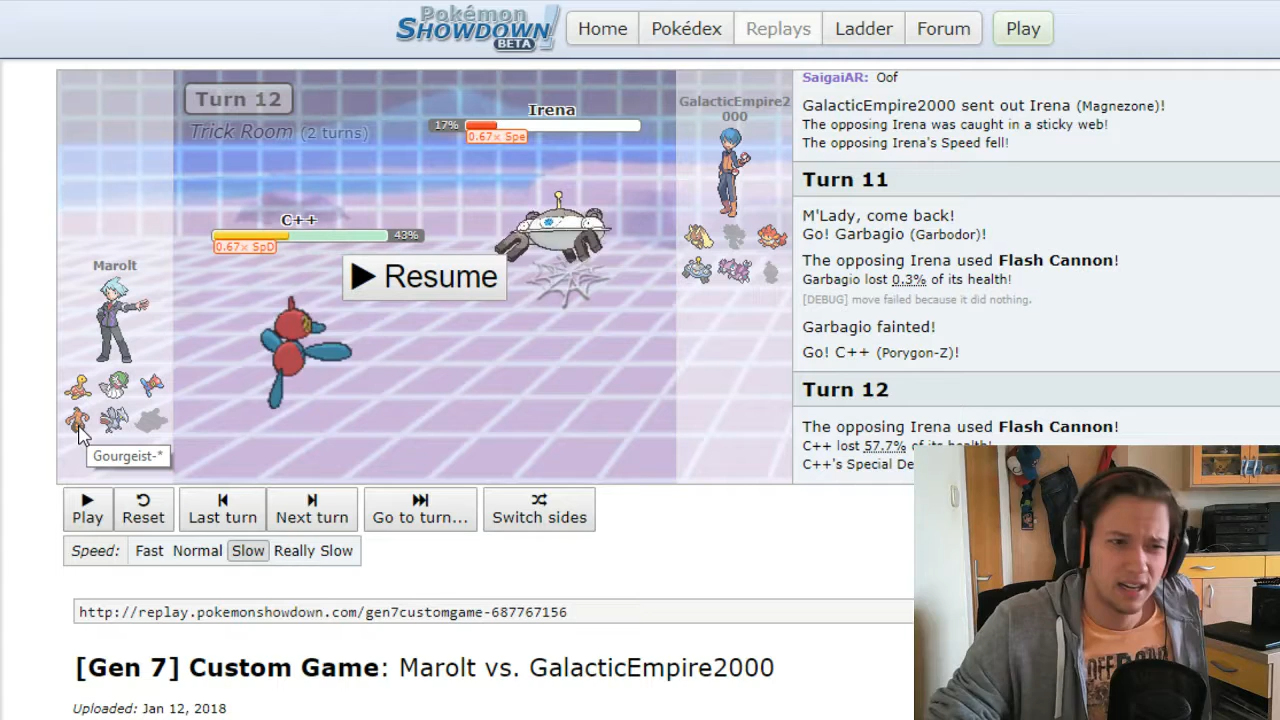 Pokémon
SHOWDOWN!
BETA
Home
Pokédex
Replays
Ladder
Forum
Play
Turn 12
Trick Room (2 turns)
Irena
17%
0.67× Spe
C++
43%
0.67× SpD
Resume
Marolt
Gourgeist-*
GalacticEmpire2
000
SaigaiAR: Oof
GalacticEmpire2000 sent out Irena (Magnezone)!
The opposing Irena was caught in a sticky web!
The opposing Irena's Speed fell!
Turn 11
M'Lady, come back!
Go! Garbagio (Garbodor)!
The opposing Irena used Flash Cannon!
Garbagio lost 0.3% of its health!
[DEBUG] move failed because it did nothing.
Garbagio fainted!
Go! C++ (Porygon-Z)!
Turn 12
The opposing Irena used Flash Cannon!
C++ lost 57.7% of its health!
C++'s Special De
Play
Reset
Last turn
Next turn
Go to turn...
Switch sides
Speed: Fast Normal Slow Really Slow
http://replay.pokemonshowdown.com/gen7customgame-687767156
[Gen 7] Custom Game: Marolt vs. GalacticEmpire2000
Uploaded: Jan 12, 2018